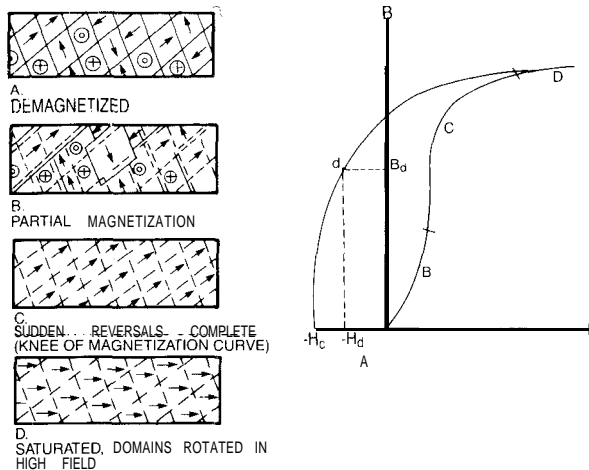 A.
DEMAGNETIZED
B.
PARTIAL MAGNETIZATION
C.
SUDDEN REVERSALS COMPLETE
(KNEE OF MAGNETIZATION CURVE)
D.
SATURATED, DOMAINS ROTATED IN
HIGH FIELD
B
D
C
d
Bd
B
-Hc
-Hd
A